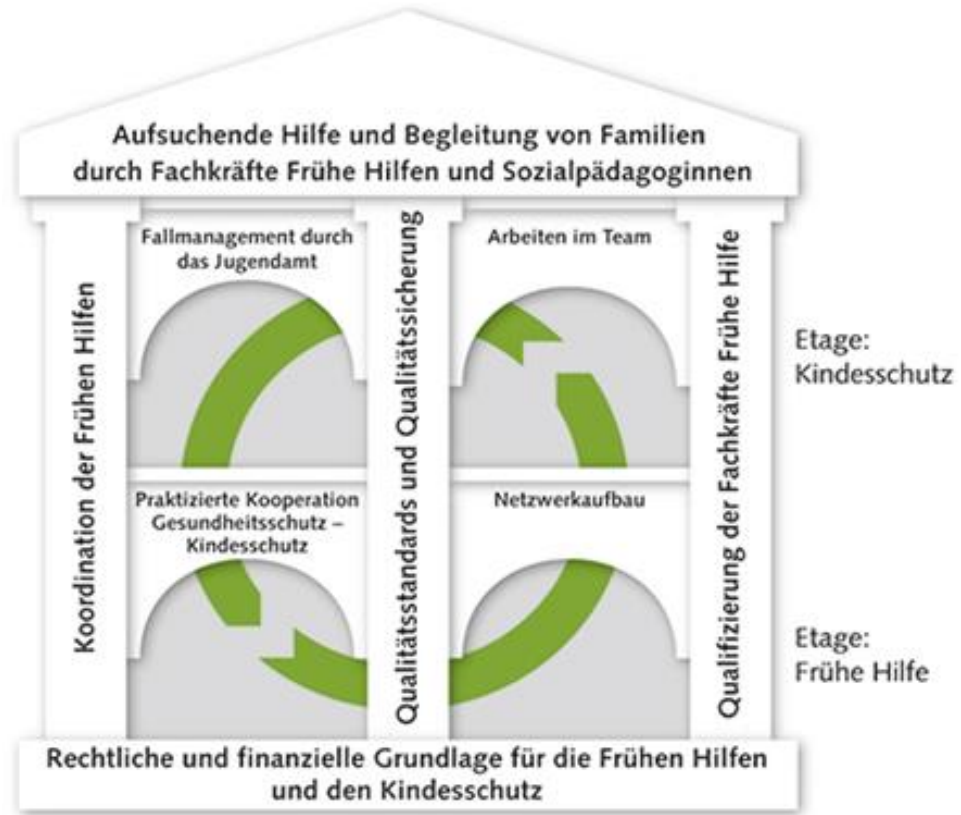 Aufsuchende Hilfe und Begleitung von Familien
durch Fachkräfte Frühe Hilfen und Sozialpädagoginnen
Koordination der Frühen Hilfen
Fallmanagement durch
das Jugendamt
Qualitätsstandards und Qualitätssicherung
Arbeiten im Team
Qualifizierung der Fachkräfte Frühe Hilfe
Etage:
Kindesschutz
Praktizierte Kooperation
Gesundheitsschutz –
Kindesschutz
Netzwerkaufbau
Etage:
Frühe Hilfe
Rechtliche und finanzielle Grundlage für die Frühen Hilfen
und den Kindesschutz